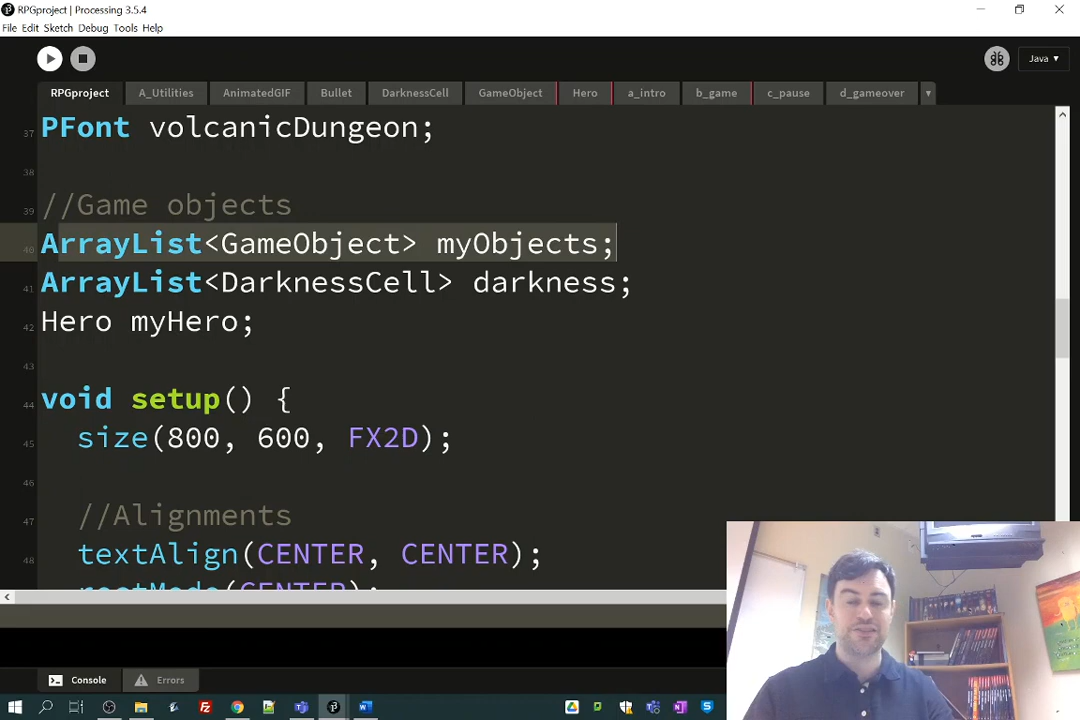 RPGproject | Processing 3.5.4
File Edit Sketch Debug Tools Help
Java ▾
RPGproject A_Utilities AnimatedGIF Bullet DarknessCell GameObject Hero a_intro b_game c_pause d_gameover ▾
37 PFont volcanicDungeon;
38
39 //Game objects
40 ArrayList<GameObject> myObjects;
41 ArrayList<DarknessCell> darkness;
42 Hero myHero;
43
44 void setup() {
45 size(800, 600, FX2D);
46
47 //Alignments
48 textAlign(CENTER, CENTER);
rectMode(CENTER);
Console Errors